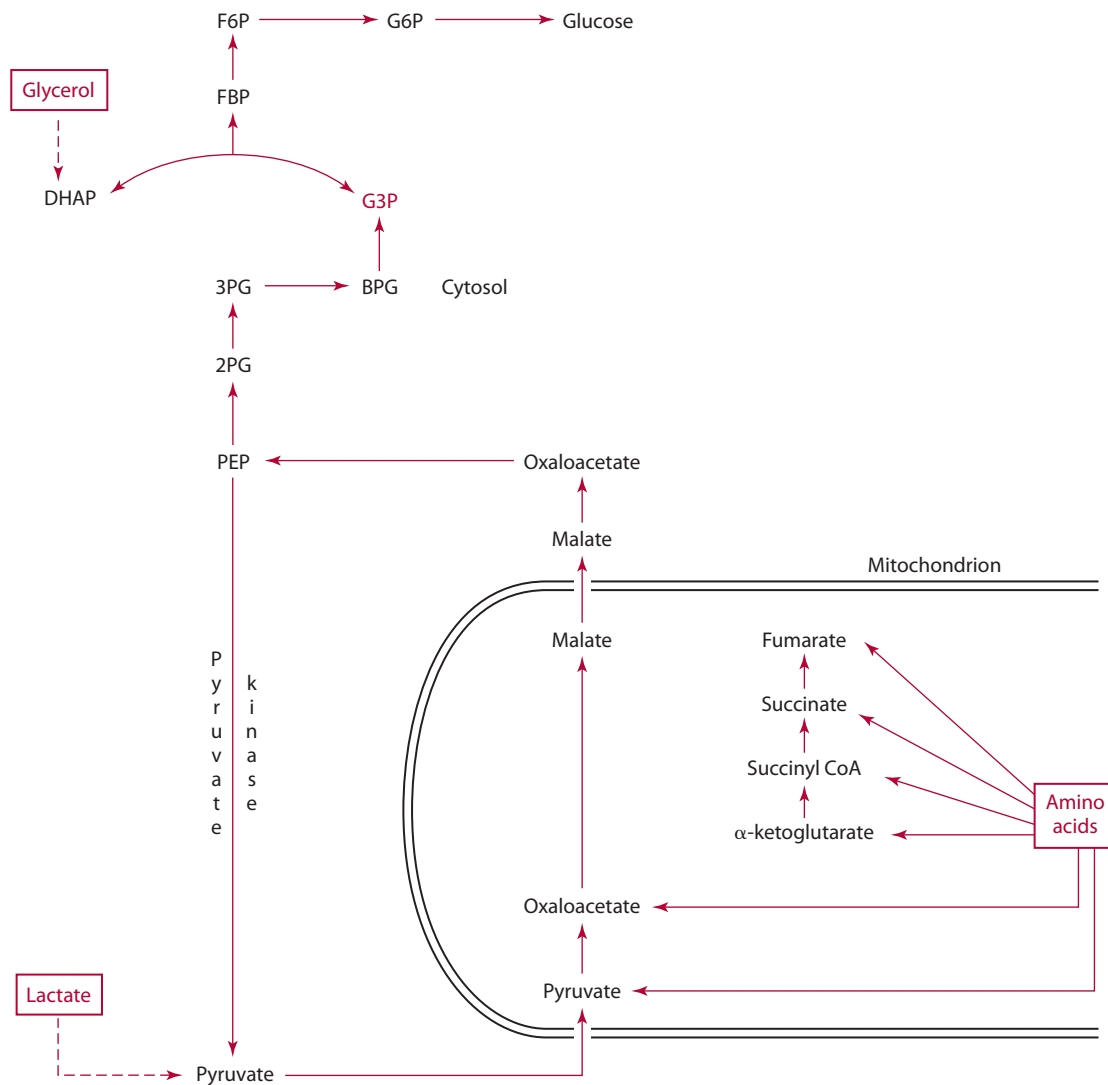 F6P
G6P
Glucose
Glycerol
FBP
DHAP
G3P
3PG
BPG
Cytosol
2PG
PEP
Oxaloacetate
Malate
Mitochondrion
Malate
Fumarate
Pyruvate
kinase
Succinate
Succinyl CoA
Amino
acids
α-ketoglutarate
Oxaloacetate
Lactate
Pyruvate
Pyruvate